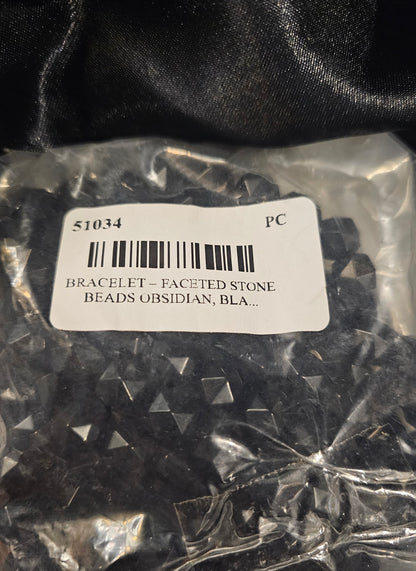 51034 PC
BRACELET – FACETED STONE
BEADS OBSIDIAN, BLA...